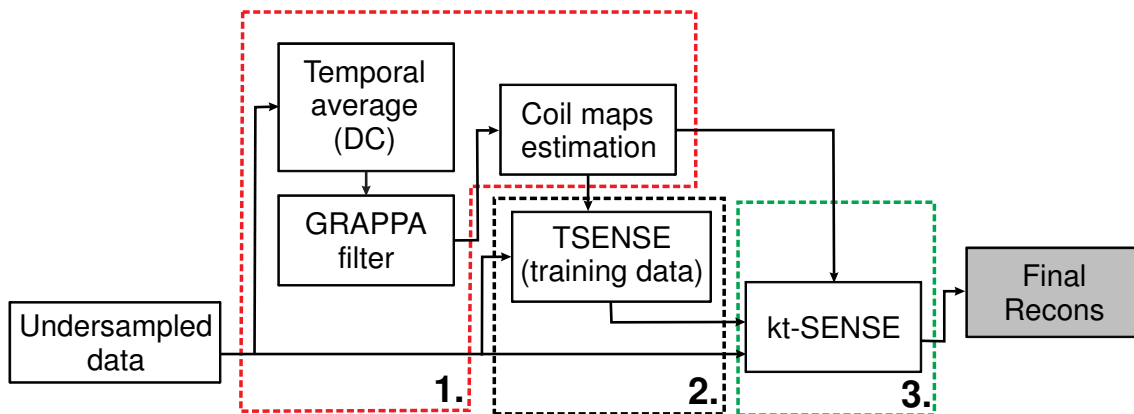 Temporal
average
(DC)
GRAPPA
filter
Coil maps
estimation
TSENSE
(training data)
Undersampled
data
kt-SENSE
Final
Recons
1.
2.
3.